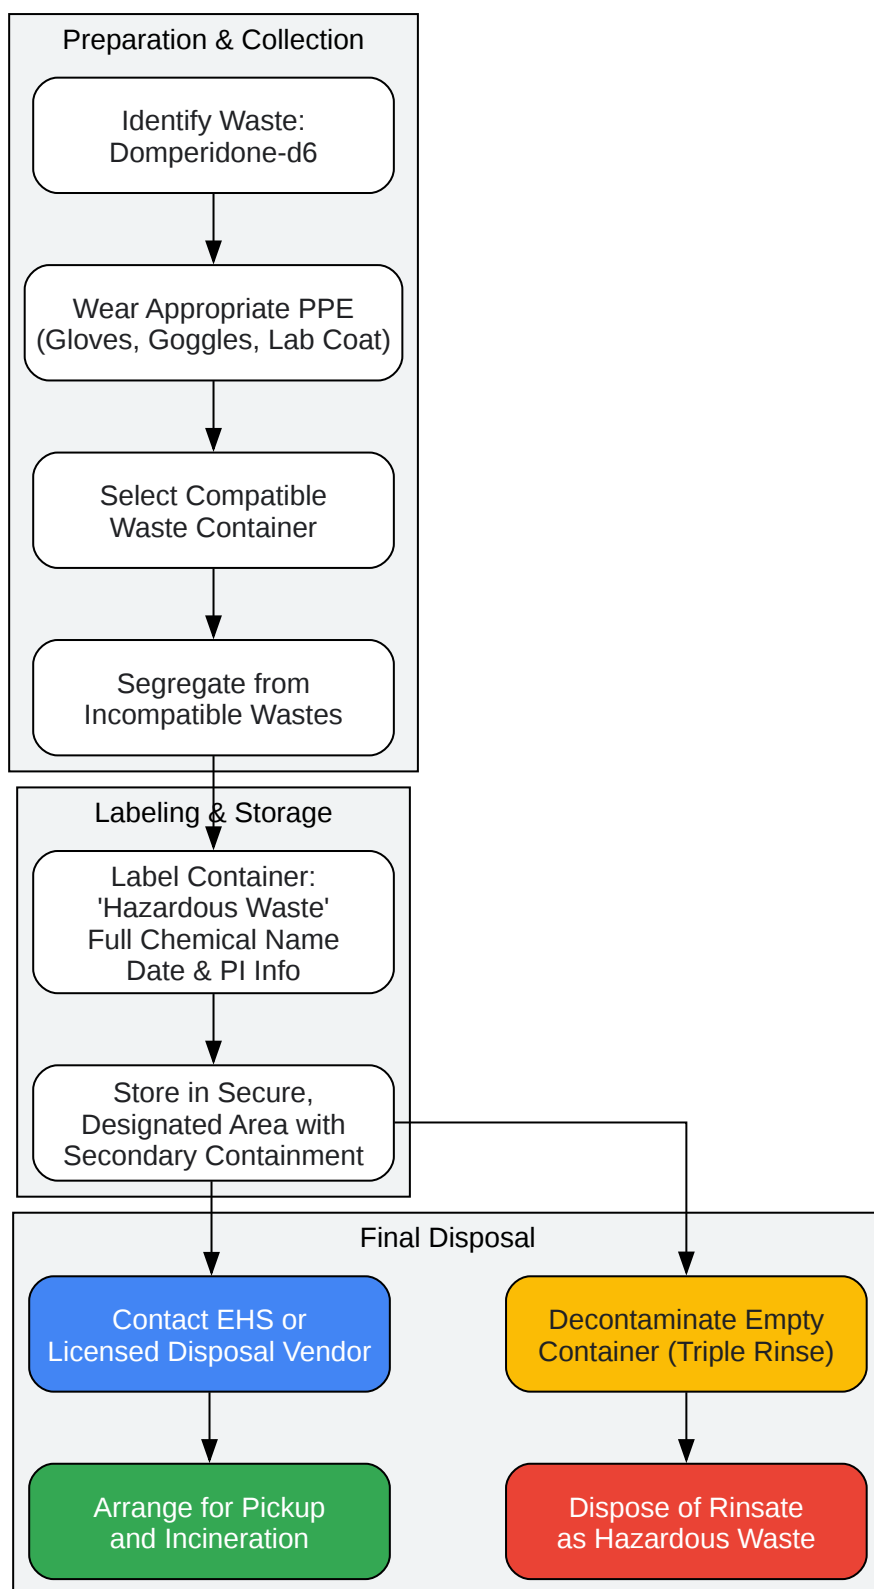 Preparation & Collection
Identify Waste:
Domperidone-d6
Wear Appropriate PPE
(Gloves, Goggles, Lab Coat)
Select Compatible
Waste Container
Segregate from
Incompatible Wastes
Labeling & Storage
Label Container:
'Hazardous Waste'
Full Chemical Name
Date & PI Info
Store in Secure,
Designated Area with
Secondary Containment
Final Disposal
Contact EHS or
Licensed Disposal Vendor
Decontaminate Empty
Container (Triple Rinse)
Arrange for Pickup
and Incineration
Dispose of Rinsate
as Hazardous Waste